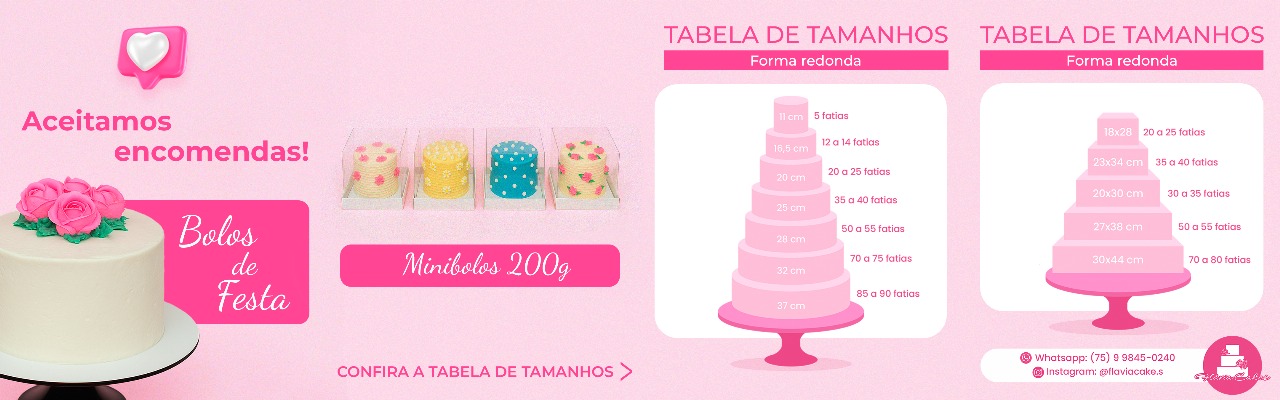 Aceitamos
encomendas!
Bolos
de
Festa
Minibolos 200g
CONFIRA A TABELA DE TAMANHOS
TABELA DE TAMANHOS
Forma redonda
11 cm
5 fatias
16,5 cm
12 a 14 fatias
20 cm
20 a 25 fatias
25 cm
35 a 40 fatias
28 cm
50 a 55 fatias
32 cm
70 a 75 fatias
37 cm
85 a 90 fatias
TABELA DE TAMANHOS
Forma redonda
18x28
20 a 25 fatias
23x34 cm
35 a 40 fatias
20x30 cm
30 a 35 fatias
27x38 cm
50 a 55 fatias
30x44 cm
70 a 80 fatias
Whatsapp: (75) 9 9845-0240
Instagram: @flaviacake.s
Flávia Cakes